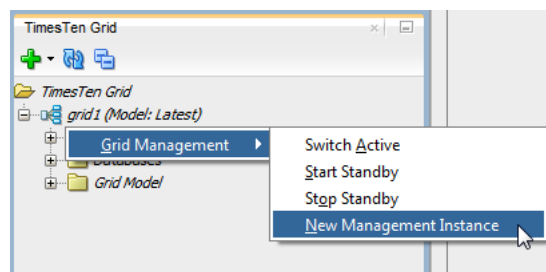 TimesTen Grid
TimesTen Grid
grid1 (Model: Latest)
Grid Management
Switch Active
Start Standby
Stop Standby
New Management Instance
Databases
Grid Model